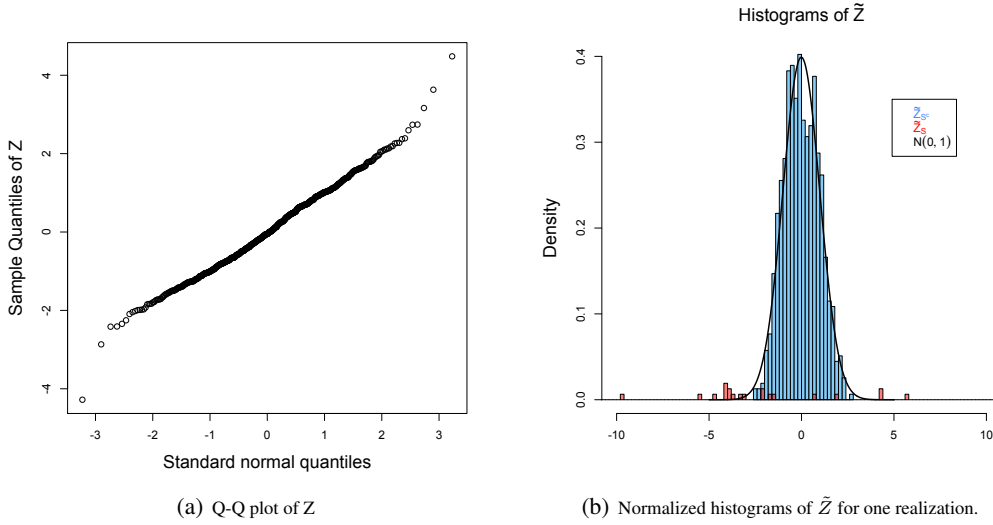 Sample Quantiles of Z
4
2
0
-2
-4
-3
-2
-1
0
1
2
3
Standard normal quantiles
(a) Q-Q plot of Z
Histograms of Z̃
Density
0.4
0.3
0.2
0.1
0.0
-10
-5
0
5
10
Z̃_Sᶜ
Z̃_S
N(0, 1)
(b) Normalized histograms of Z̃ for one realization.